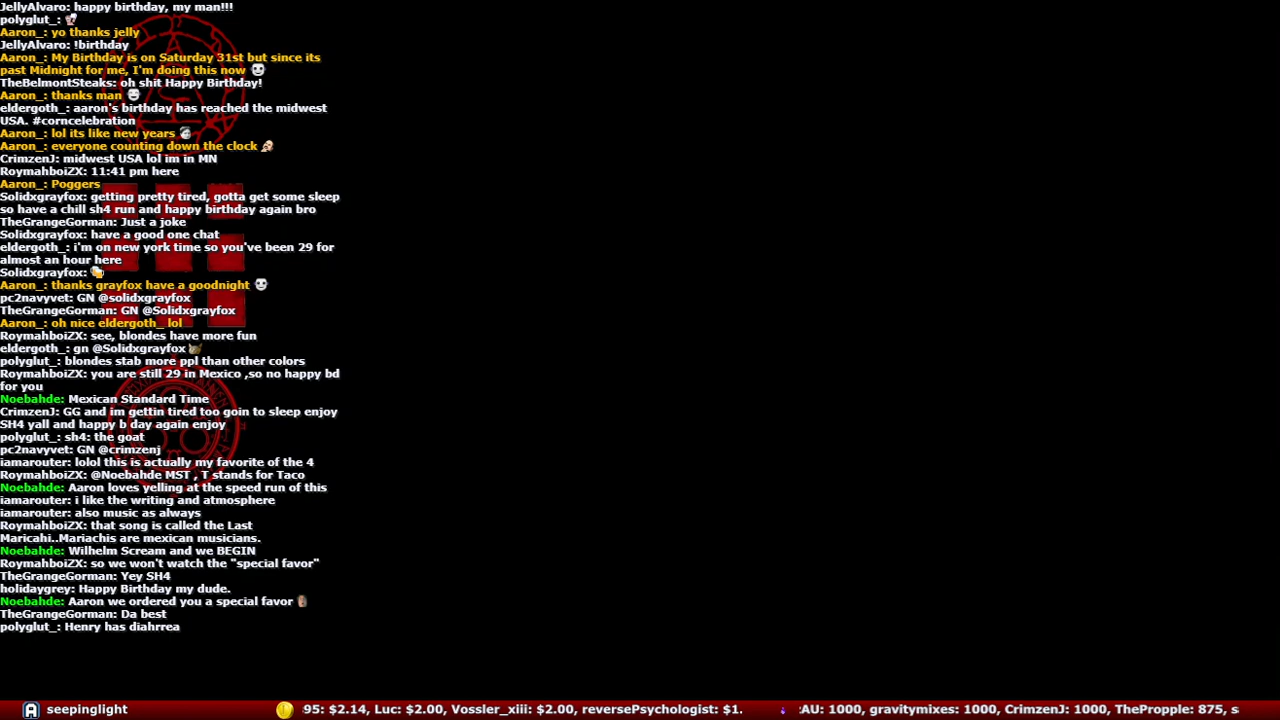 JellyAlvaro: happy birthday, my man!!!
polyglut_:
Aaron_: yo thanks jelly
JellyAlvaro: !birthday
Aaron_: My Birthday is on Saturday 31st but since its
past Midnight for me, I'm doing this now
TheBelmontSteaks: oh shit Happy Birthday!
Aaron_: thanks man
eldergoth_: aaron's birthday has reached the midwest
USA. #corncelebration
Aaron_: lol its like new years
Aaron_: everyone counting down the clock
CrimzenJ: midwest USA lol im in MN
RoymahboiZX: 11:41 pm here
Aaron_: Poggers
Solidxgrayfox: getting pretty tired, gotta get some sleep
so have a chill sh4 run and happy birthday again bro
TheGrangeGorman: Just a joke
Solidxgrayfox: have a good one chat
eldergoth_: i'm on new york time so you've been 29 for
almost an hour here
Solidxgrayfox:
Aaron_: thanks grayfox have a goodnight
pc2navyvet: GN @solidxgrayfox
TheGrangeGorman: GN @Solidxgrayfox
Aaron_: oh nice eldergoth_ lol
RoymahboiZX: see, blondes have more fun
eldergoth_: gn @Solidxgrayfox
polyglut_: blondes stab more ppl than other colors
RoymahboiZX: you are still 29 in Mexico ,so no happy bd
for you
Noebahde: Mexican Standard Time
CrimzenJ: GG and im gettin tired too goin to sleep enjoy
SH4 yall and happy b day again enjoy
polyglut_: sh4: the goat
pc2navyvet: GN @crimzenj
iamarouter: lolol this is actually my favorite of the 4
RoymahboiZX: @Noebahde MST , T stands for Taco
Noebahde: Aaron loves yelling at the speed run of this
iamarouter: i like the writing and atmosphere
iamarouter: also music as always
RoymahboiZX: that song is called the Last
Maricahi..Mariachis are mexican musicians.
Noebahde: Wilhelm Scream and we BEGIN
RoymahboiZX: so we won't watch the "special favor"
TheGrangeGorman: Yey SH4
holidaygrey: Happy Birthday my dude.
Noebahde: Aaron we ordered you a special favor
TheGrangeGorman: Da best
polyglut_: Henry has diahrrea
A seepinglight 95: $2.14, Luc: $2.00, Vossler_xiii: $2.00, reversePsychologist: $1. :AU: 1000, gravitymixes: 1000, CrimzenJ: 1000, ThePropple: 875, s